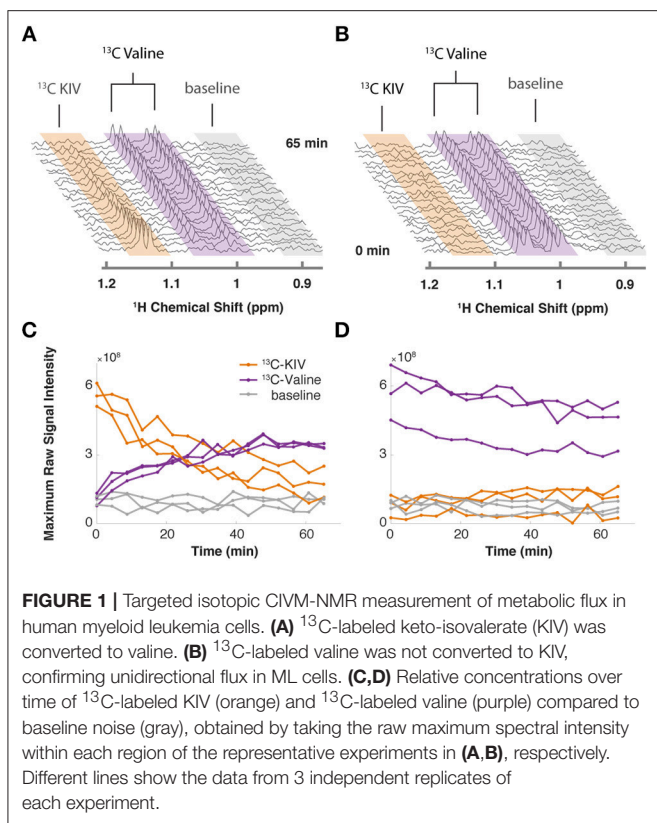 A
B
¹³C Valine
¹³C Valine
¹³C KIV
baseline
¹³C KIV
baseline
65 min
0 min
1.2 1.1 1 0.9
1.2 1.1 1 0.9
¹H Chemical Shift (ppm)
¹H Chemical Shift (ppm)
C
D
Maximum Raw Signal Intensity
×10⁸
6
3
0
¹³C-KIV
¹³C-Valine
baseline
0 20 40 60
Time (min)
×10⁸
6
3
0
0 20 40 60
Time (min)
FIGURE 1 | Targeted isotopic CIVM-NMR measurement of metabolic flux in
human myeloid leukemia cells. (A) ¹³C-labeled keto-isovalerate (KIV) was
converted to valine. (B) ¹³C-labeled valine was not converted to KIV,
confirming unidirectional flux in ML cells. (C,D) Relative concentrations over
time of ¹³C-labeled KIV (orange) and ¹³C-labeled valine (purple) compared to
baseline noise (gray), obtained by taking the raw maximum spectral intensity
within each region of the representative experiments in (A,B), respectively.
Different lines show the data from 3 independent replicates of
each experiment.